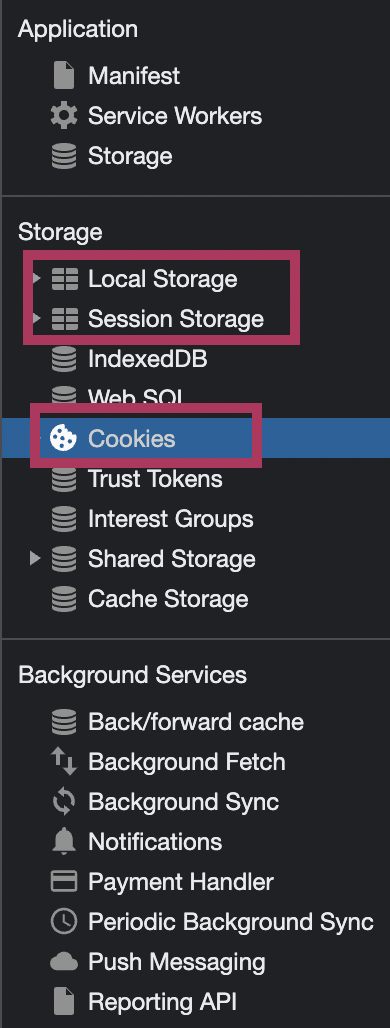 Application
Manifest
Service Workers
Storage
Storage
Local Storage
Session Storage
IndexedDB
Web SQL
Cookies
Trust Tokens
Interest Groups
Shared Storage
Cache Storage
Background Services
Back/forward cache
Background Fetch
Background Sync
Notifications
Payment Handler
Periodic Background Sync
Push Messaging
Reporting API